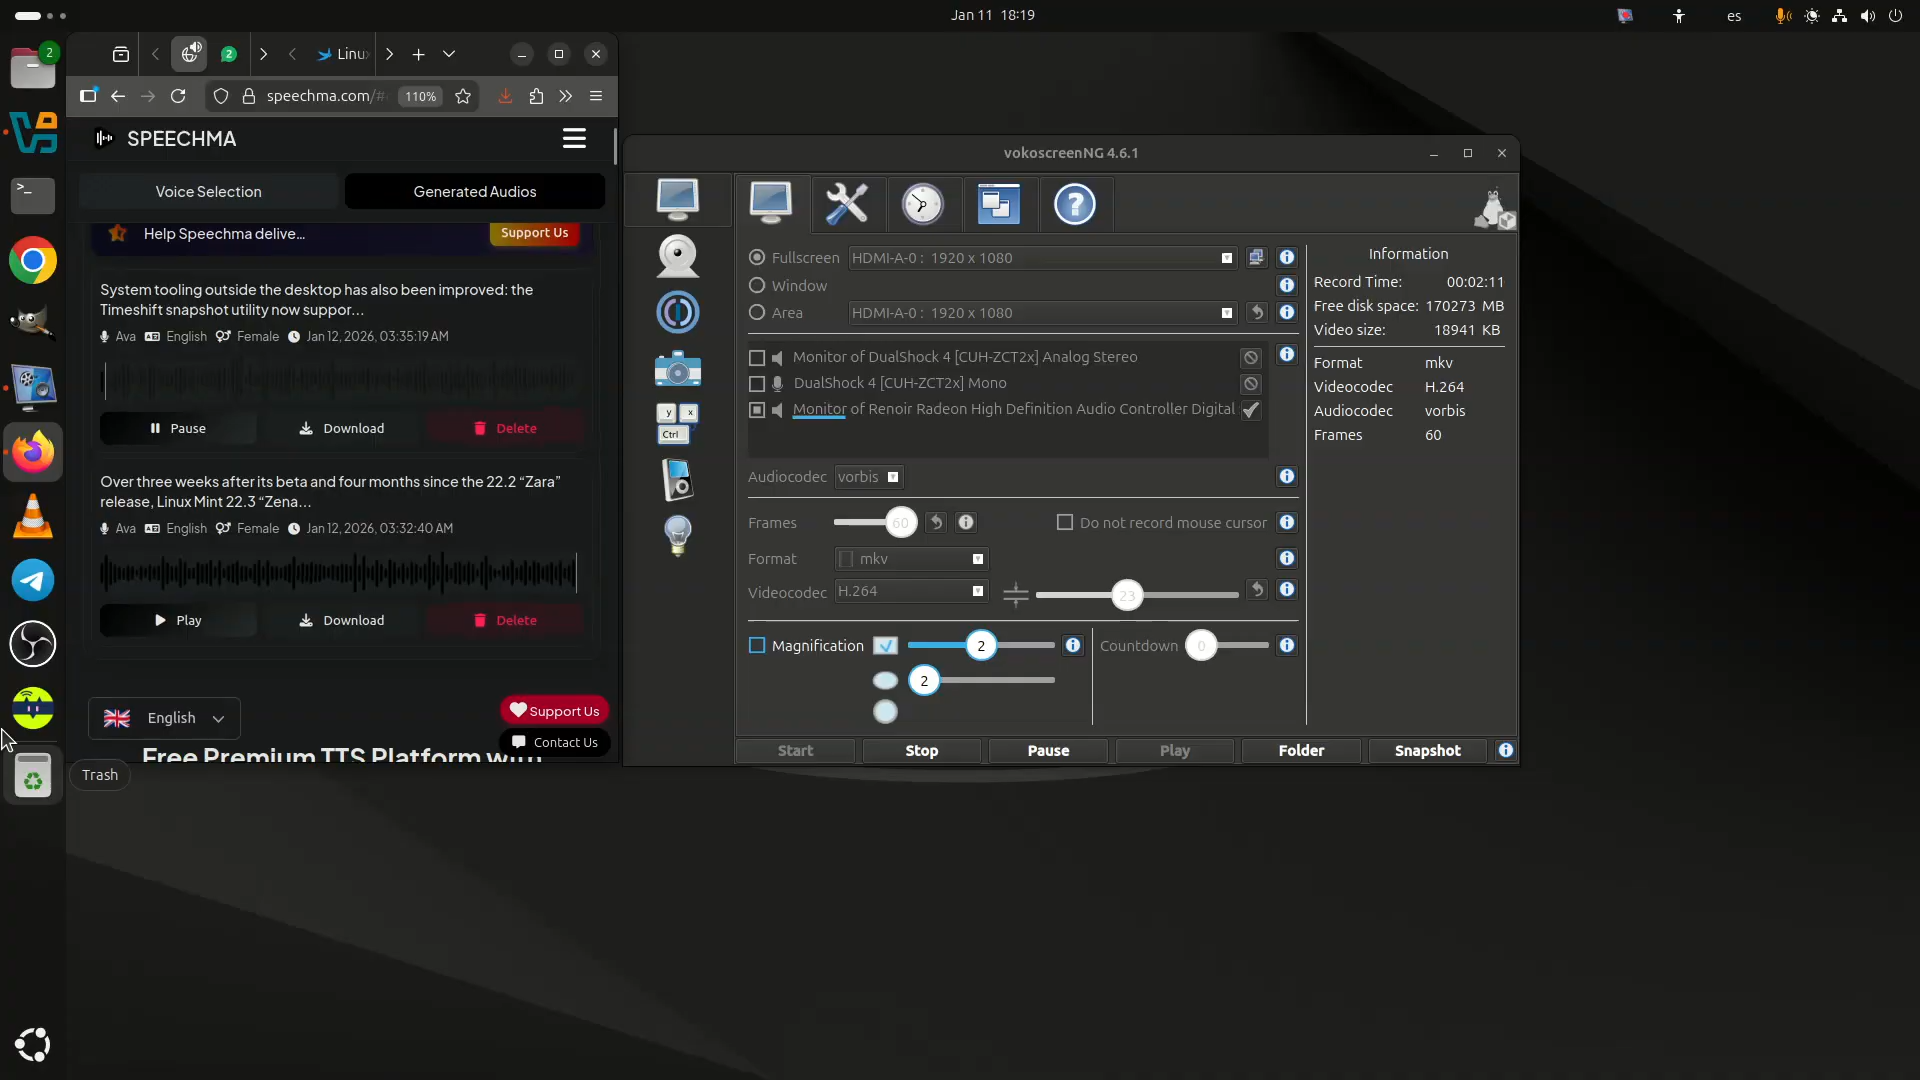 Jan 11 18:19
es
2
2
Linux
speechma.com/#
110%
SPEECHMA
Voice Selection
Generated Audios
Help Speechma delive...
Support Us
System tooling outside the desktop has also been improved: the
Timeshift snapshot utility now suppor...
Ava English Female Jan 12, 2026, 03:35:19 AM
Pause
Download
Delete
Over three weeks after its beta and four months since the 22.2 “Zara”
release, Linux Mint 22.3 “Zena...
Ava English Female Jan 12, 2026, 03:32:40 AM
Play
Download
Delete
English
Support Us
Contact Us
Free Premium TTS Platform with
Trash
vokoscreenNG 4.6.1
y x
Ctrl
Fullscreen
HDMI-A-0 : 1920 x 1080
Window
Area
HDMI-A-0 : 1920 x 1080
Monitor of DualShock 4 [CUH-ZCT2x] Analog Stereo
DualShock 4 [CUH-ZCT2x] Mono
Monitor of Renoir Radeon High Definition Audio Controller Digital
Audiocodec vorbis
Frames 60
Do not record mouse cursor
Format mkv
Videocodec H.264
23
Magnification 2
2
Countdown 0
Start
Stop
Pause
Play
Folder
Snapshot
Information
Record Time: 00:02:11
Free disk space: 170273 MB
Video size: 18941 KB
Format mkv
Videocodec H.264
Audiocodec vorbis
Frames 60